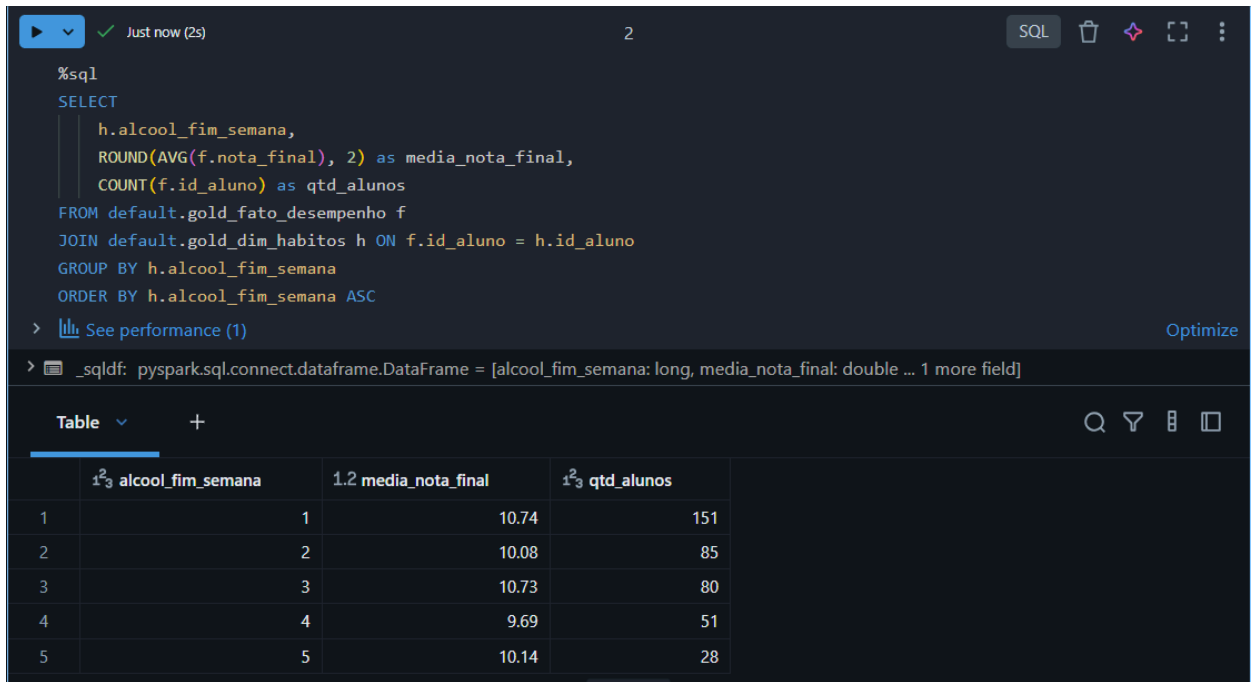 Just now (2s)
2
SQL
%sql
SELECT
h.alcool_fim_semana,
ROUND(AVG(f.nota_final), 2) as media_nota_final,
COUNT(f.id_aluno) as qtd_alunos
FROM default.gold_fato_desempenho f
JOIN default.gold_dim_habitos h ON f.id_aluno = h.id_aluno
GROUP BY h.alcool_fim_semana
ORDER BY h.alcool_fim_semana ASC
See performance (1)
Optimize
_sqldf: pyspark.sql.connect.dataframe.DataFrame = [alcool_fim_semana: long, media_nota_final: double ... 1 more field]
Table +
123 alcool_fim_semana 1.2 media_nota_final 123 qtd_alunos
1 1 10.74 151
2 2 10.08 85
3 3 10.73 80
4 4 9.69 51
5 5 10.14 28